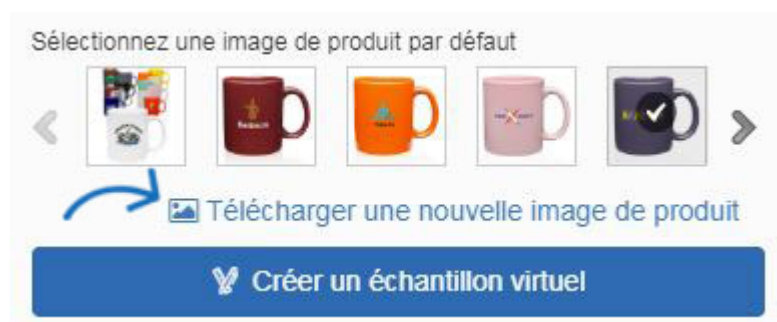 Sélectionnez une image de produit par défaut
Télécharger une nouvelle image de produit
Créer un échantillon virtuel